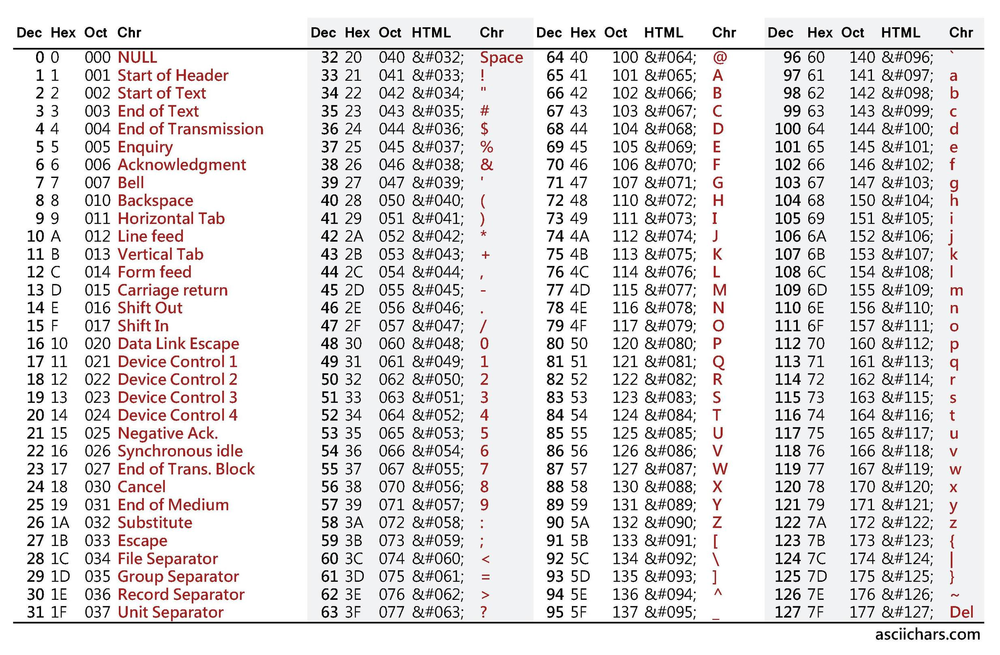 Dec Hex Oct Chr Dec Hex Oct HTML Chr Dec Hex Oct HTML Chr Dec Hex Oct HTML Chr
0 0 000 NULL 32 20 040 &#032; Space 64 40 100 &#064; @ 96 60 140 &#096; `
1 1 001 Start of Header 33 21 041 &#033; ! 65 41 101 &#065; A 97 61 141 &#097; a
2 2 002 Start of Text 34 22 042 &#034; " 66 42 102 &#066; B 98 62 142 &#098; b
3 3 003 End of Text 35 23 043 &#035; # 67 43 103 &#067; C 99 63 143 &#099; c
4 4 004 End of Transmission 36 24 044 &#036; $ 68 44 104 &#068; D 100 64 144 &#100; d
5 5 005 Enquiry 37 25 045 &#037; % 69 45 105 &#069; E 101 65 145 &#101; e
6 6 006 Acknowledgment 38 26 046 &#038; & 70 46 106 &#070; F 102 66 146 &#102; f
7 7 007 Bell 39 27 047 &#039; ' 71 47 107 &#071; G 103 67 147 &#103; g
8 8 010 Backspace 40 28 050 &#040; ( 72 48 110 &#072; H 104 68 150 &#104; h
9 9 011 Horizontal Tab 41 29 051 &#041; ) 73 49 111 &#073; I 105 69 151 &#105; i
10 A 012 Line feed 42 2A 052 &#042; * 74 4A 112 &#074; J 106 6A 152 &#106; j
11 B 013 Vertical Tab 43 2B 053 &#043; + 75 4B 113 &#075; K 107 6B 153 &#107; k
12 C 014 Form feed 44 2C 054 &#044; , 76 4C 114 &#076; L 108 6C 154 &#108; l
13 D 015 Carriage return 45 2D 055 &#045; - 77 4D 115 &#077; M 109 6D 155 &#109; m
14 E 016 Shift Out 46 2E 056 &#046; . 78 4E 116 &#078; N 110 6E 156 &#110; n
15 F 017 Shift In 47 2F 057 &#047; / 79 4F 117 &#079; O 111 6F 157 &#111; o
16 10 020 Data Link Escape 48 30 060 &#048; 0 80 50 120 &#080; P 112 70 160 &#112; p
17 11 021 Device Control 1 49 31 061 &#049; 1 81 51 121 &#081; Q 113 71 161 &#113; q
18 12 022 Device Control 2 50 32 062 &#050; 2 82 52 122 &#082; R 114 72 162 &#114; r
19 13 023 Device Control 3 51 33 063 &#051; 3 83 53 123 &#083; S 115 73 163 &#115; s
20 14 024 Device Control 4 52 34 064 &#052; 4 84 54 124 &#084; T 116 74 164 &#116; t
21 15 025 Negative Ack. 53 35 065 &#053; 5 85 55 125 &#085; U 117 75 165 &#117; u
22 16 026 Synchronous idle 54 36 066 &#054; 6 86 56 126 &#086; V 118 76 166 &#118; v
23 17 027 End of Trans. Block 55 37 067 &#055; 7 87 57 127 &#087; W 119 77 167 &#119; w
24 18 030 Cancel 56 38 070 &#056; 8 88 58 130 &#088; X 120 78 170 &#120; x
25 19 031 End of Medium 57 39 071 &#057; 9 89 59 131 &#089; Y 121 79 171 &#121; y
26 1A 032 Substitute 58 3A 072 &#058; : 90 5A 132 &#090; Z 122 7A 172 &#122; z
27 1B 033 Escape 59 3B 073 &#059; ; 91 5B 133 &#091; [ 123 7B 173 &#123; {
28 1C 034 File Separator 60 3C 074 &#060; < 92 5C 134 &#092; \ 124 7C 174 &#124; |
29 1D 035 Group Separator 61 3D 075 &#061; = 93 5D 135 &#093; ] 125 7D 175 &#125; }
30 1E 036 Record Separator 62 3E 076 &#062; > 94 5E 136 &#094; ^ 126 7E 176 &#126; ~
31 1F 037 Unit Separator 63 3F 077 &#063; ? 95 5F 137 &#095; _ 127 7F 177 &#127; Del
asciichars.com